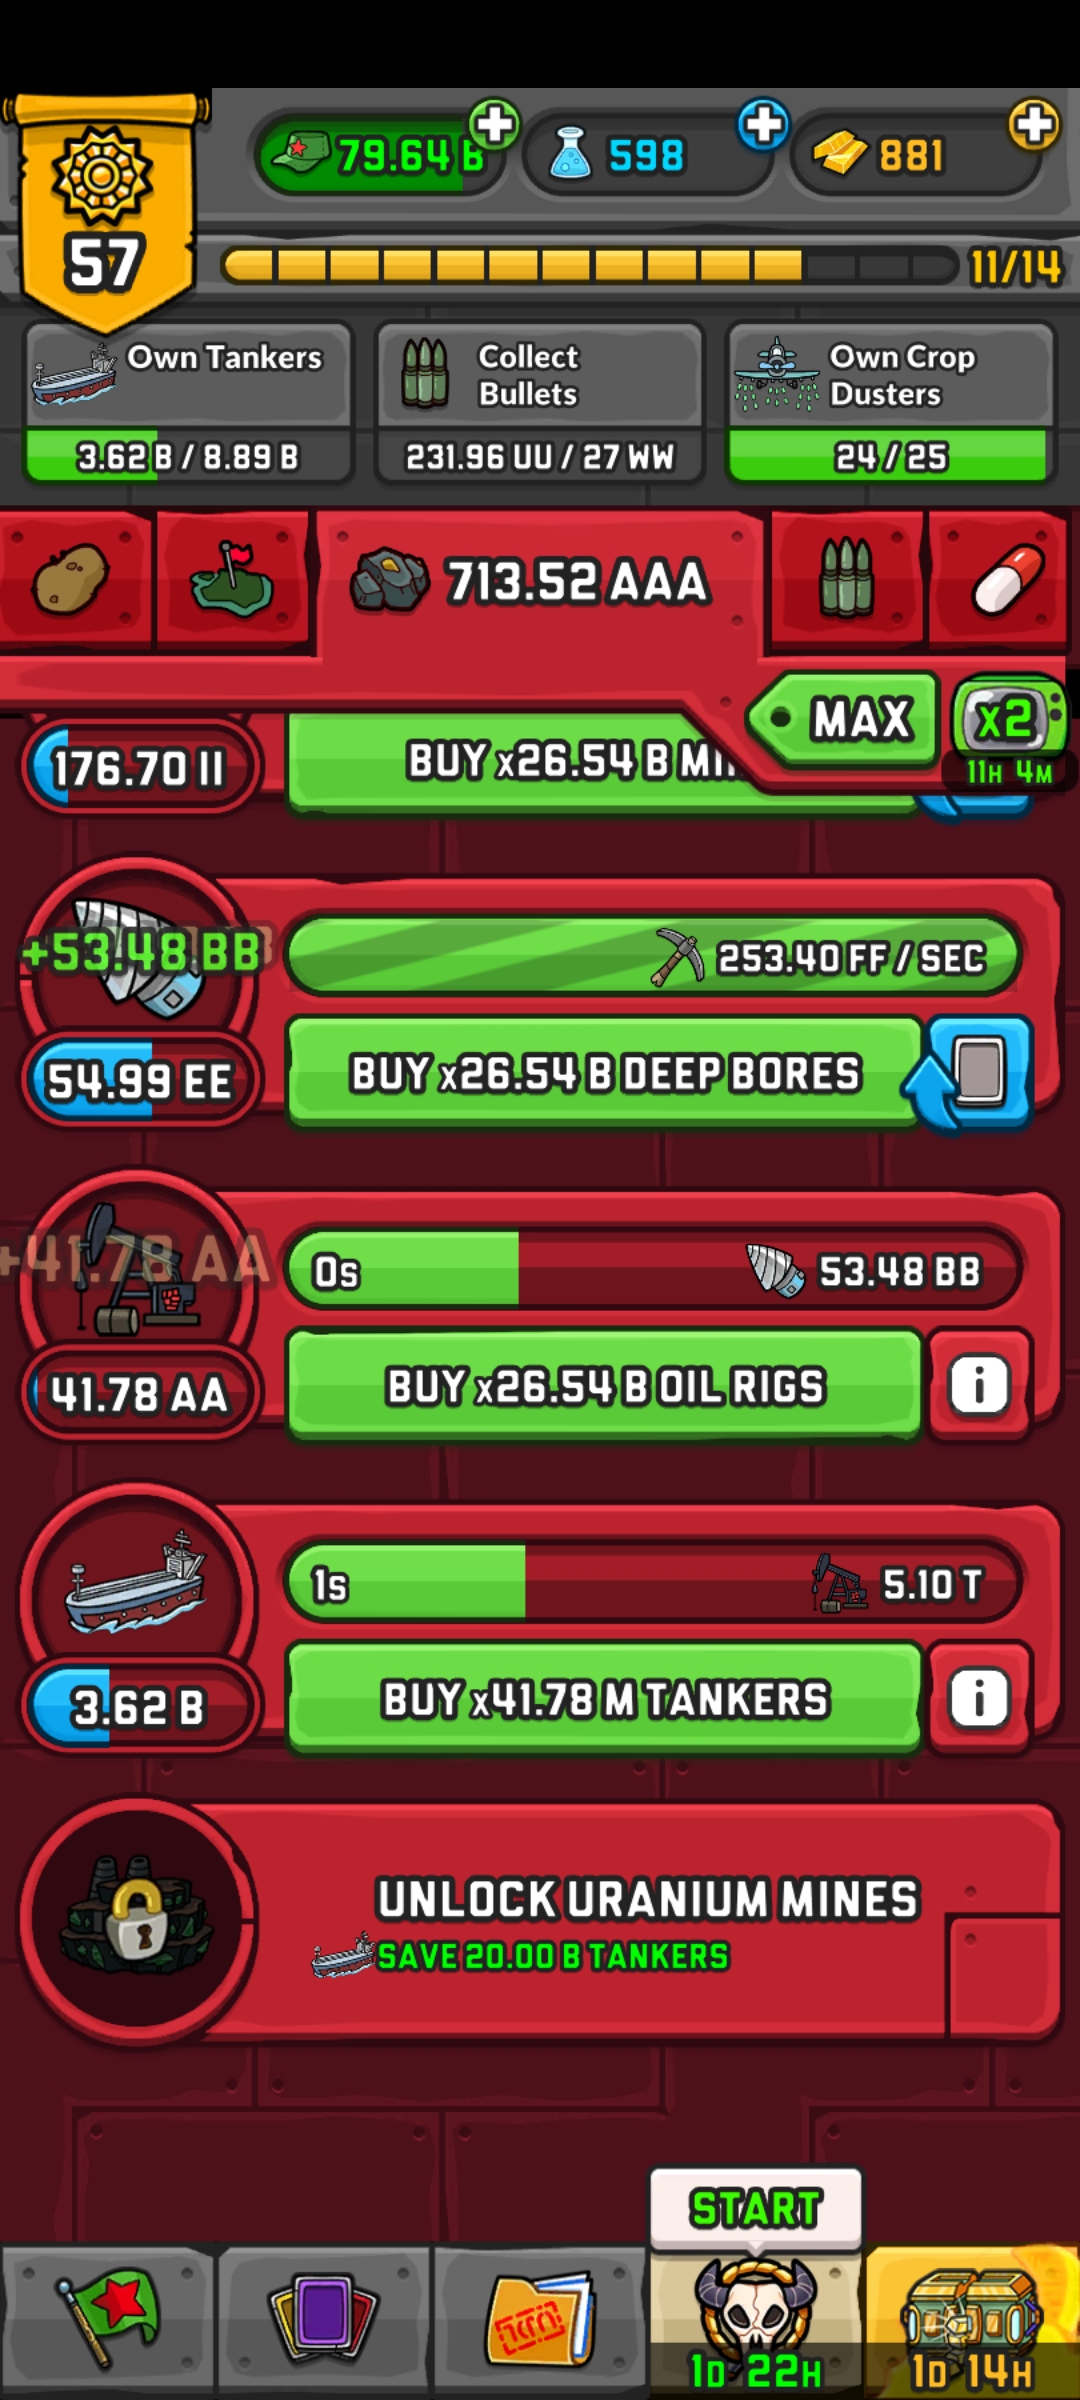 79.64 B
598
881
57
11/14
Own Tankers
3.62 B / 8.89 B
Collect
Bullets
231.96 UU / 27 WW
Own Crop
Dusters
24 / 25
713.52 AAA
MAX
x2
11H 4M
176.70 II
BUY x26.54 B
+53.48 BB
253.40 FF / SEC
54.99 EE
BUY x26.54 B DEEP BORES
+41.78 AA
0s
53.48 BB
41.78 AA
BUY x26.54 B OIL RIGS
i
1s
5.10 T
3.62 B
BUY x41.78 M TANKERS
i
UNLOCK URANIUM MINES
SAVE 20.00 B TANKERS
START
1D 22H
1D 14H